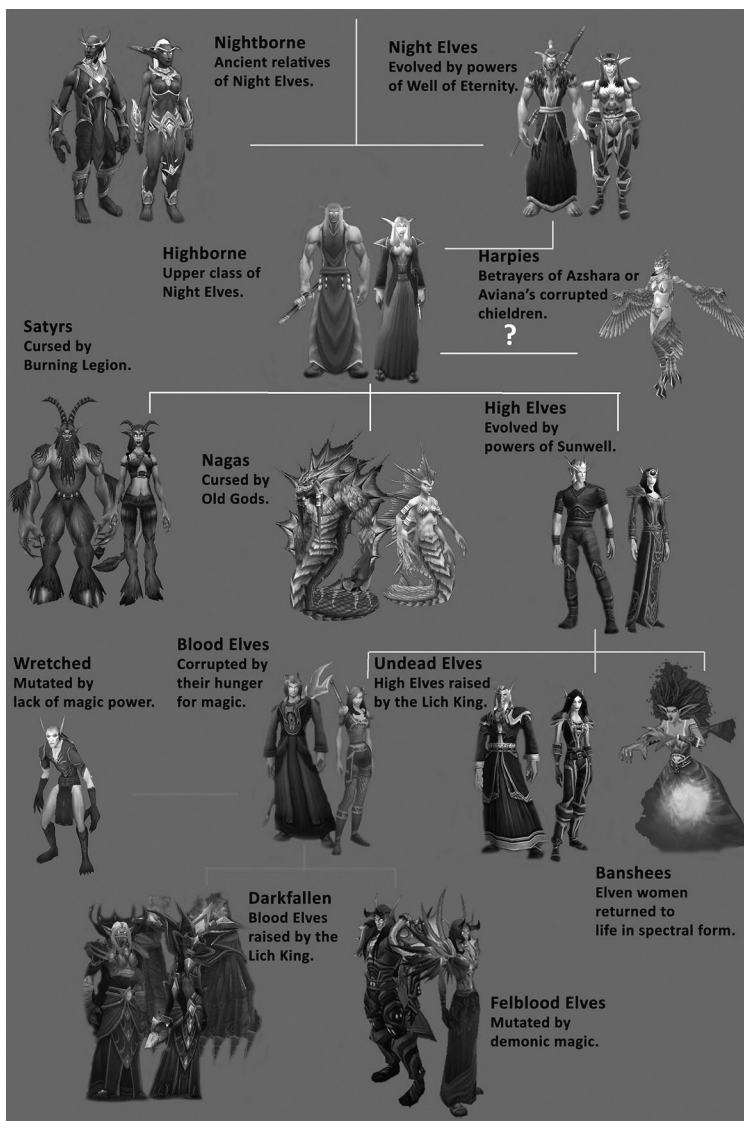 Nightborne
Ancient relatives
of Night Elves.
Night Elves
Evolved by powers
of Well of Eternity.
Highborne
Upper class of
Night Elves.
Harpies
Betrayers of Azshara or
Aviana's corrupted
chieldren.
?
Satyrs
Cursed by
Burning Legion.
Nagas
Cursed by
Old Gods.
High Elves
Evolved by
powers of Sunwell.
Wretched
Mutated by
lack of magic power.
Blood Elves
Corrupted by
their hunger
for magic.
Undead Elves
High Elves raised
by the Lich King.
Banshees
Elven women
returned to
life in spectral form.
Darkfallen
Blood Elves
raised by the
Lich King.
Felblood Elves
Mutated by
demonic magic.